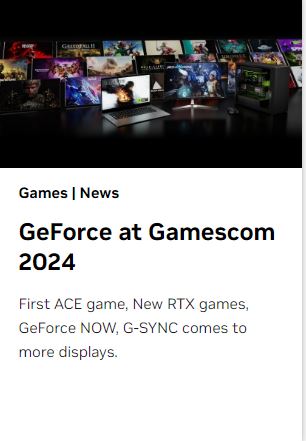 Games | News
GeForce at Gamescom
2024
First ACE game, New RTX games,
GeForce NOW, G-SYNC comes to
more displays.